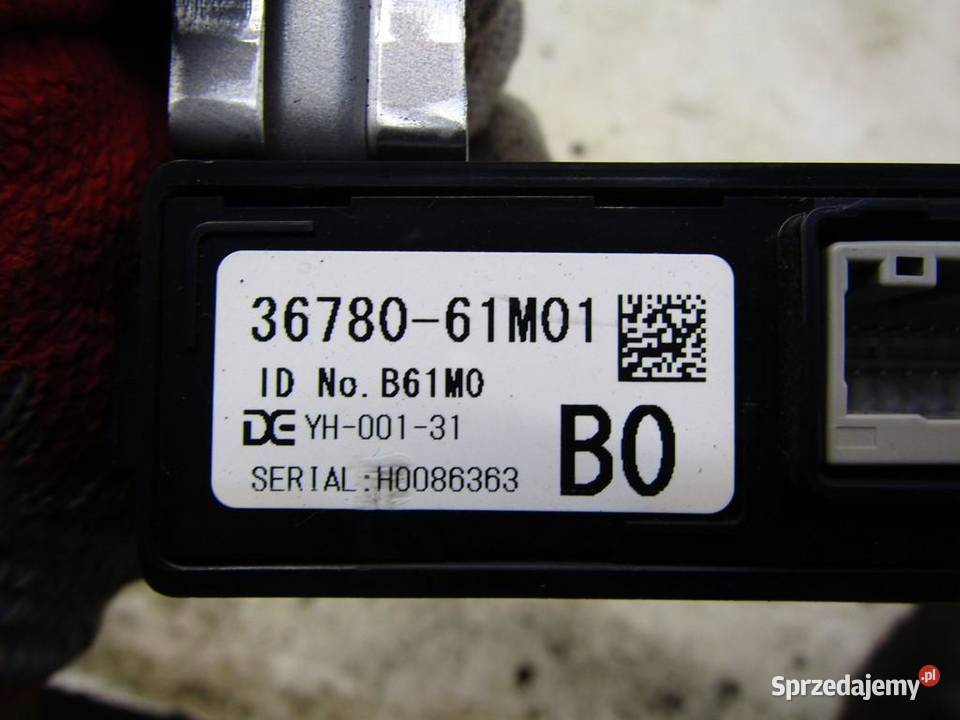 36780-61M01
ID No. B61M0
DE YH-001-31
B0
SERIAL:H0086363
Sprzedajemy.pl